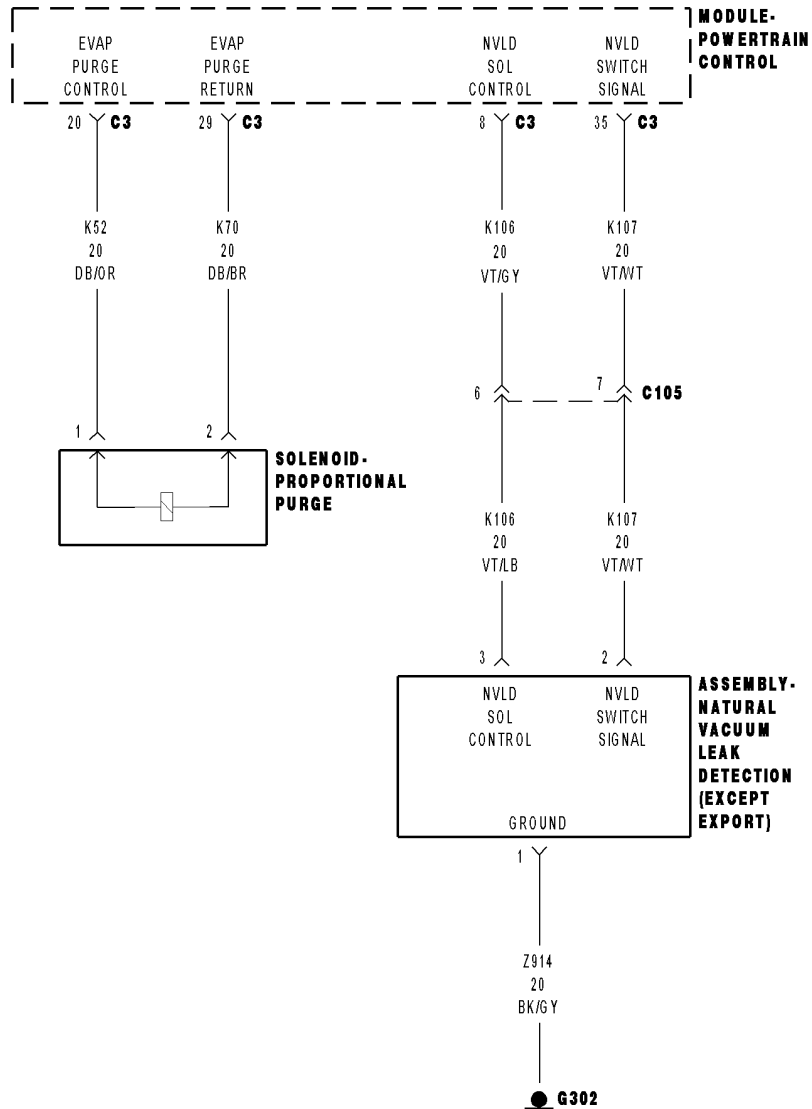 MODULE-
POWERTRAIN
CONTROL
EVAP
PURGE
CONTROL
EVAP
PURGE
RETURN
NVLD
SOL
CONTROL
NVLD
SWITCH
SIGNAL
20 C3
29 C3
8 C3
35 C3
K52
20
DB/OR
K70
20
DB/BR
K106
20
VT/GY
K107
20
VT/WT
6
7
C105
1
2
SOLENOID-
PROPORTIONAL
PURGE
K106
20
VT/LB
K107
20
VT/WT
3
2
NVLD
SOL
CONTROL
NVLD
SWITCH
SIGNAL
GROUND
ASSEMBLY-
NATURAL
VACUUM
LEAK
DETECTION
(EXCEPT
EXPORT)
1
Z914
20
BK/GY
G302